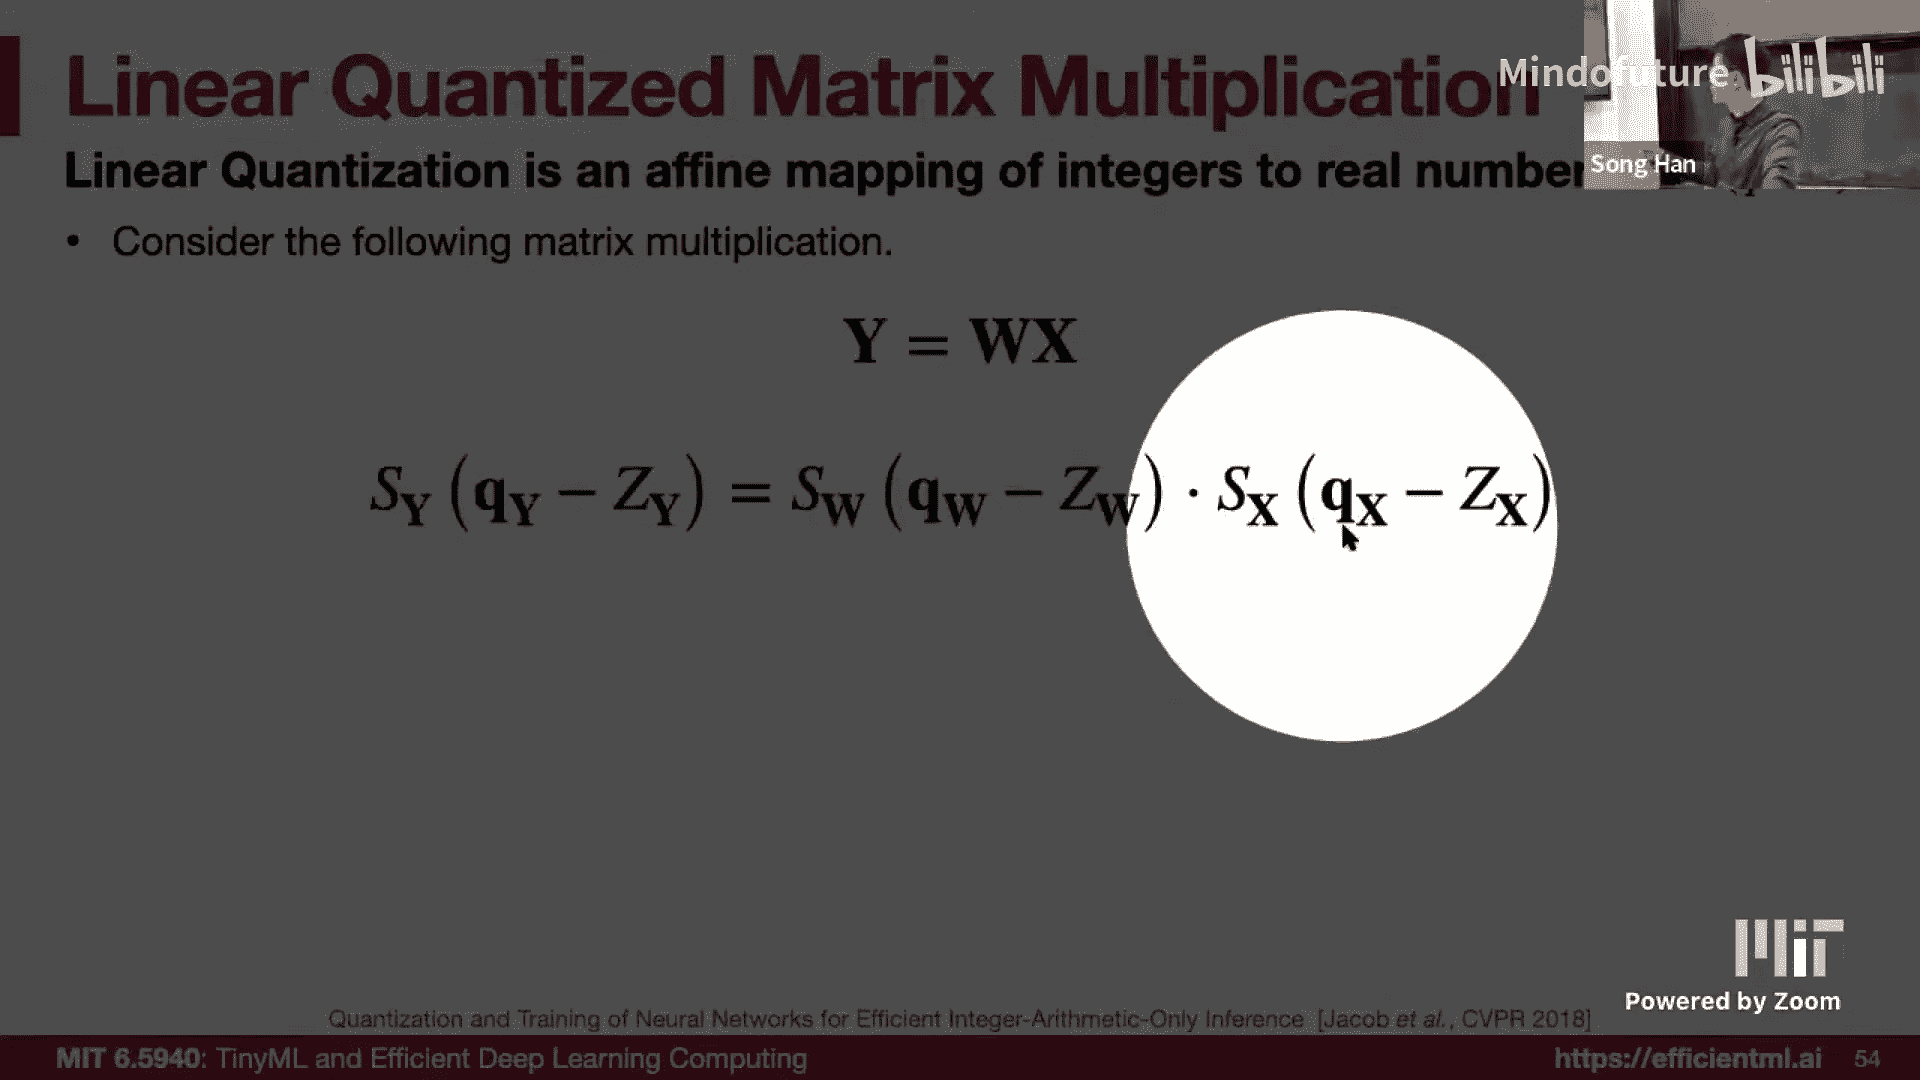 Linear Quantized Matrix Multiplication
Mindofuture bilibili
Linear Quantization is an affine mapping of integers to real number
Song Han
• Consider the following matrix multiplication.
Y = WX
S_Y (q_Y − Z_Y) = S_W (q_W − Z_W) · S_X (q_X − Z_X)
MIT
Powered by Zoom
Quantization and Training of Neural Networks for Efficient Integer-Arithmetic-Only Inference [Jacob et al., CVPR 2018]
MIT 6.5940: TinyML and Efficient Deep Learning Computing
https://efficientml.ai 54